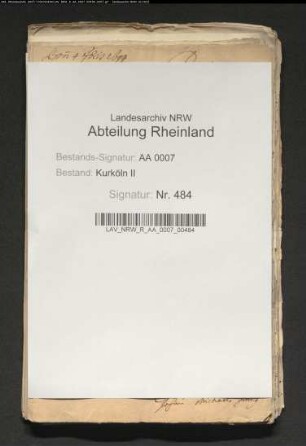 Landesarchiv NRW
Abteilung Rheinland
Bestands-Signatur: AA 0007
Bestand: Kurköln II
Signatur: Nr. 484
LAV_NRW_R_AA_0007_00484